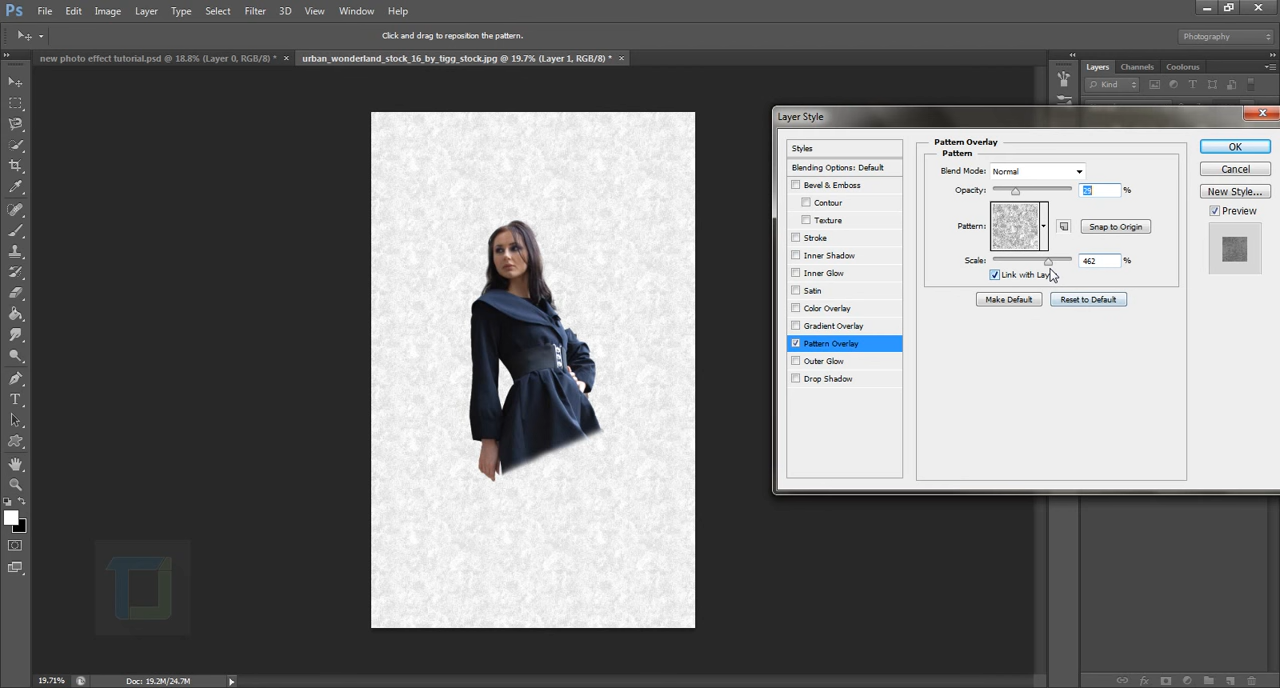 Ps File Edit Image Layer Type Select Filter 3D View Window Help
Click and drag to reposition the pattern.
Photography
new photo effect tutorial.psd @ 18.8% (Layer 0, RGB/8) * ×
urban_wonderland_stock_16_by_tigg_stock.jpg @ 19.7% (Layer 1, RGB/8) * ×
Layers Channels Coolorus
Kind
Layer Style
Styles
Blending Options: Default
Bevel & Emboss
Contour
Texture
Stroke
Inner Shadow
Inner Glow
Satin
Color Overlay
Gradient Overlay
Pattern Overlay
Outer Glow
Drop Shadow
Pattern Overlay
Pattern
Blend Mode: Normal
Opacity: 29 %
Pattern: Snap to Origin
Scale: 462 %
Link with Lay
Make Default Reset to Default
OK
Cancel
New Style...
Preview
19.71% Doc: 19.2M/24.7M